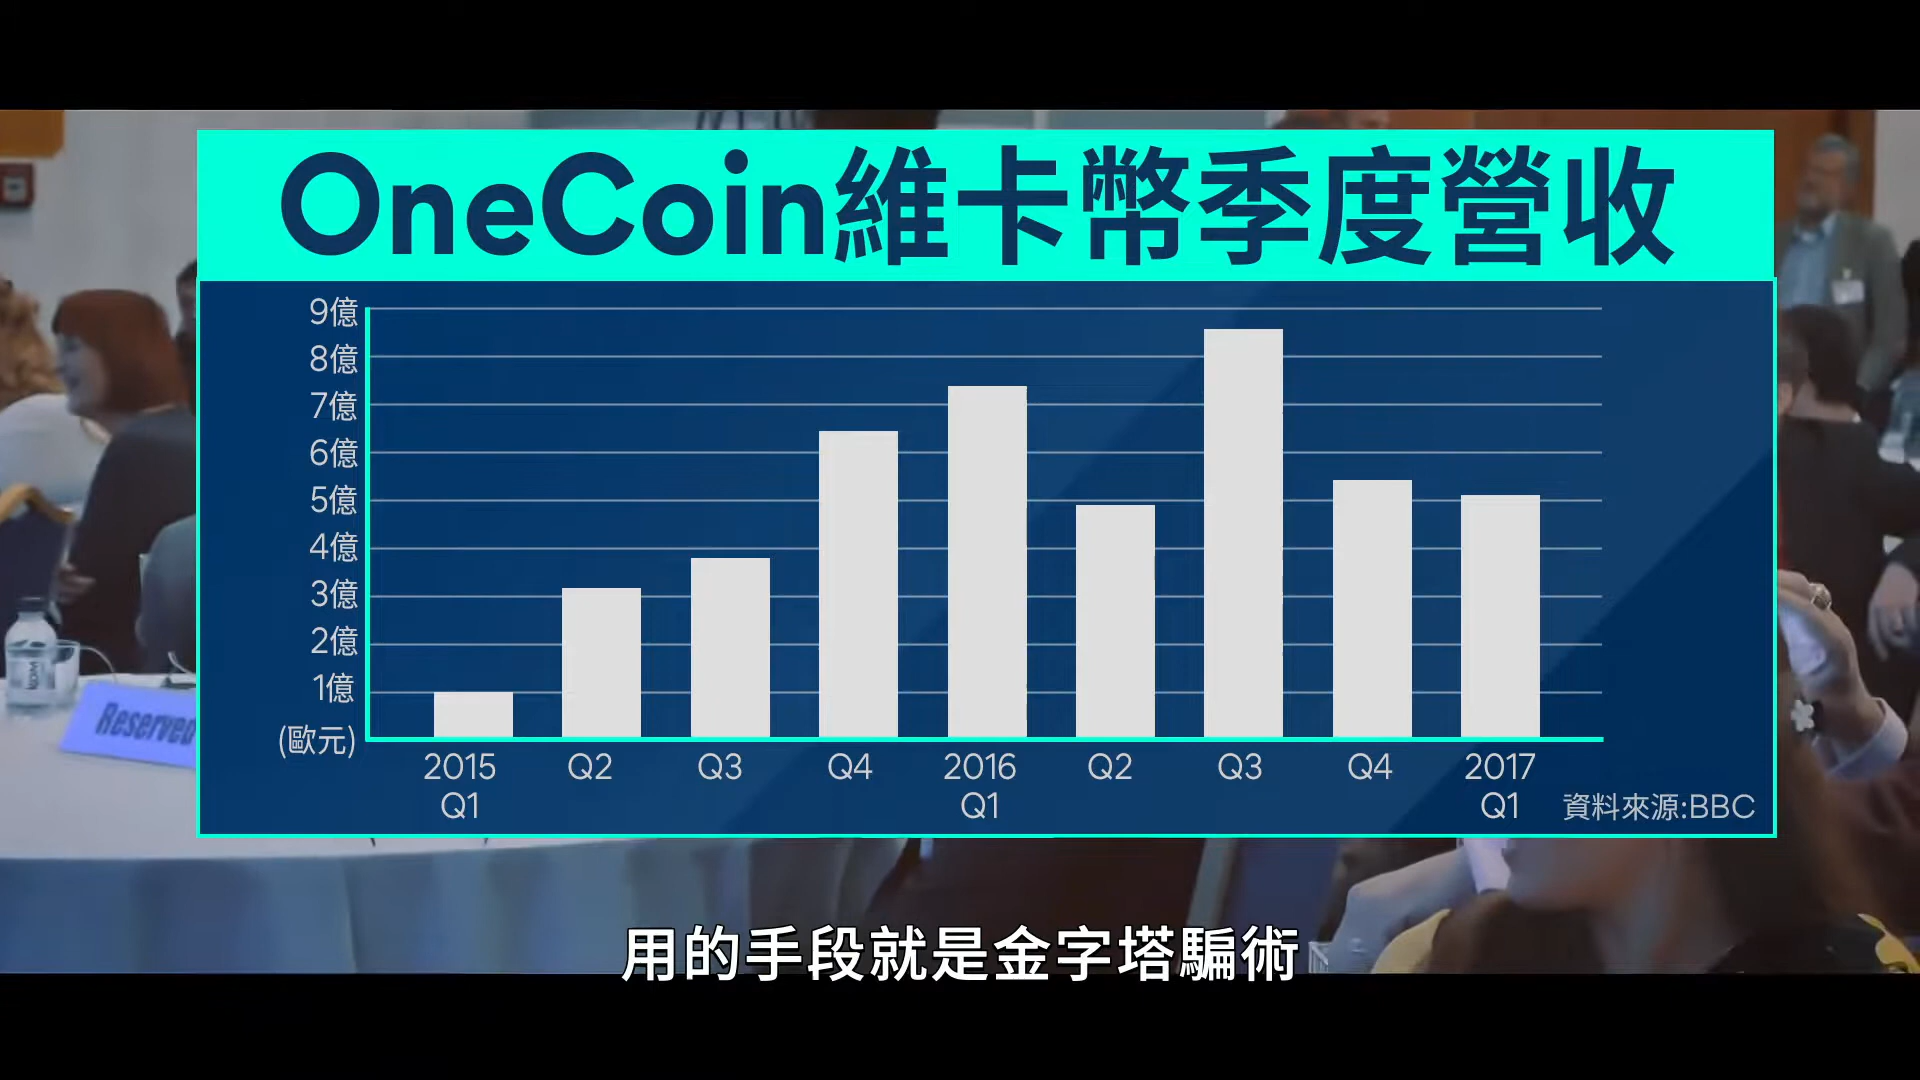 OneCoin維卡幣季度營收
9億
8億
7億
6億
5億
4億
3億
2億
1億
(歐元)
2015 Q2 Q3 Q4 2016 Q2 Q3 Q4 2017
Q1 Q1 Q1
資料來源:BBC
Reserved
用的手段就是金字塔騙術